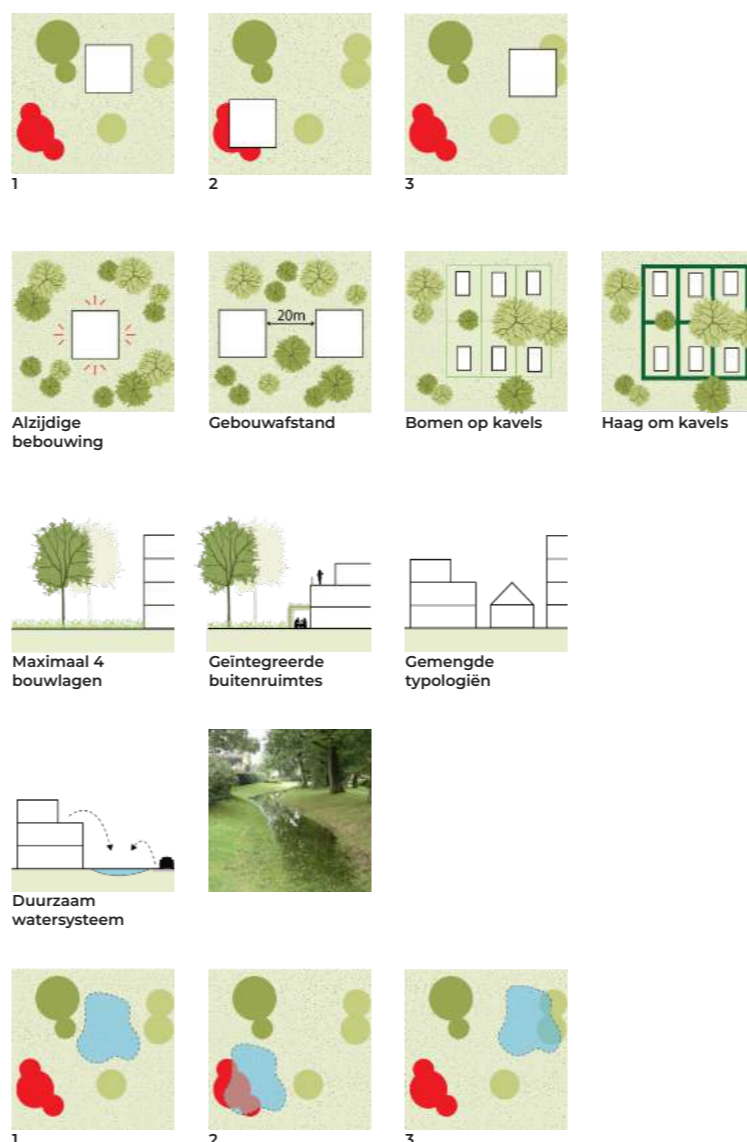 1
2
3
20m
Alzijdige
bebouwing
Gebouwafstand
Bomen op kavels
Haag om kavels
Maximaal 4
bouwlagen
Geïntegreerde
buitenruimtes
Gemengde
typologiën
Duurzaam
watersysteem
1
2
3